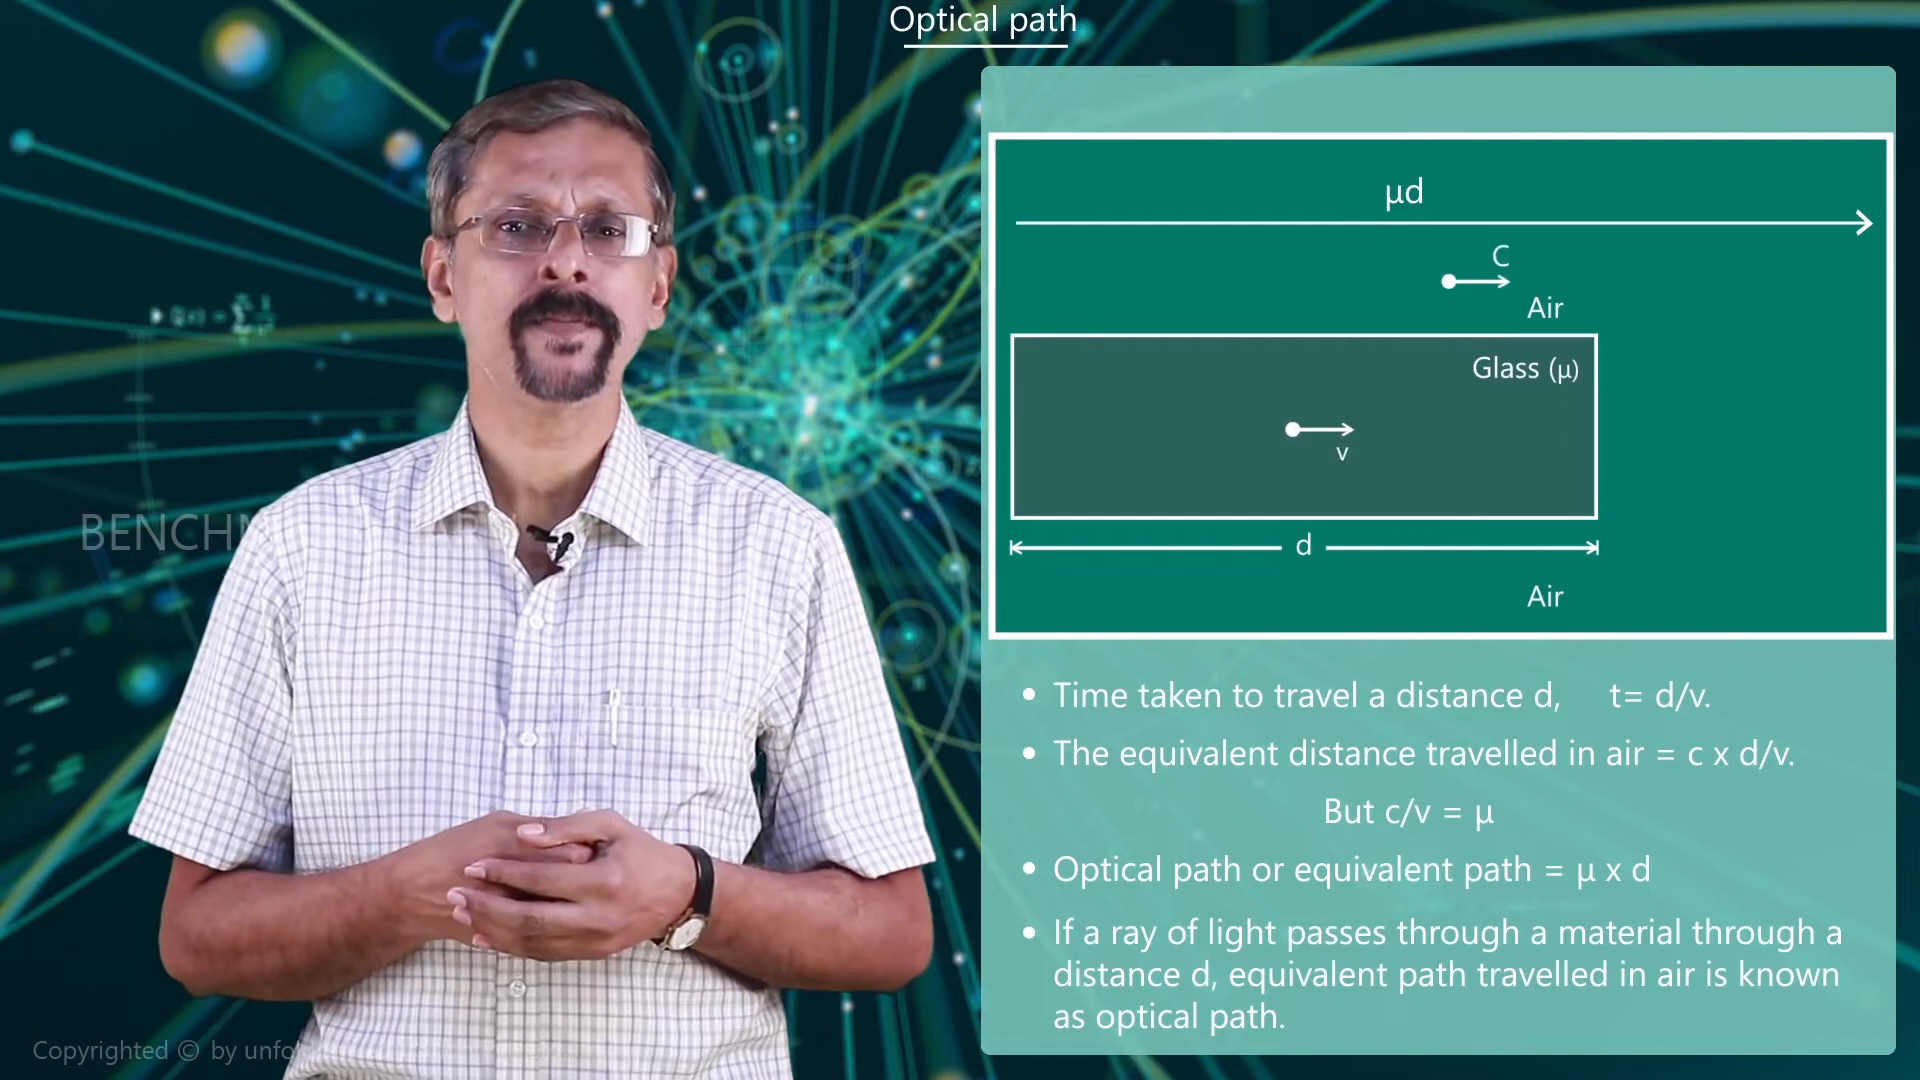 Optical path
μd
C
Air
Glass (μ)
v
d
Air
• Time taken to travel a distance d, t= d/v.
• The equivalent distance travelled in air = c x d/v.
But c/v = μ
• Optical path or equivalent path = μ x d
• If a ray of light passes through a material through a
distance d, equivalent path travelled in air is known
as optical path.
Copyrighted © by